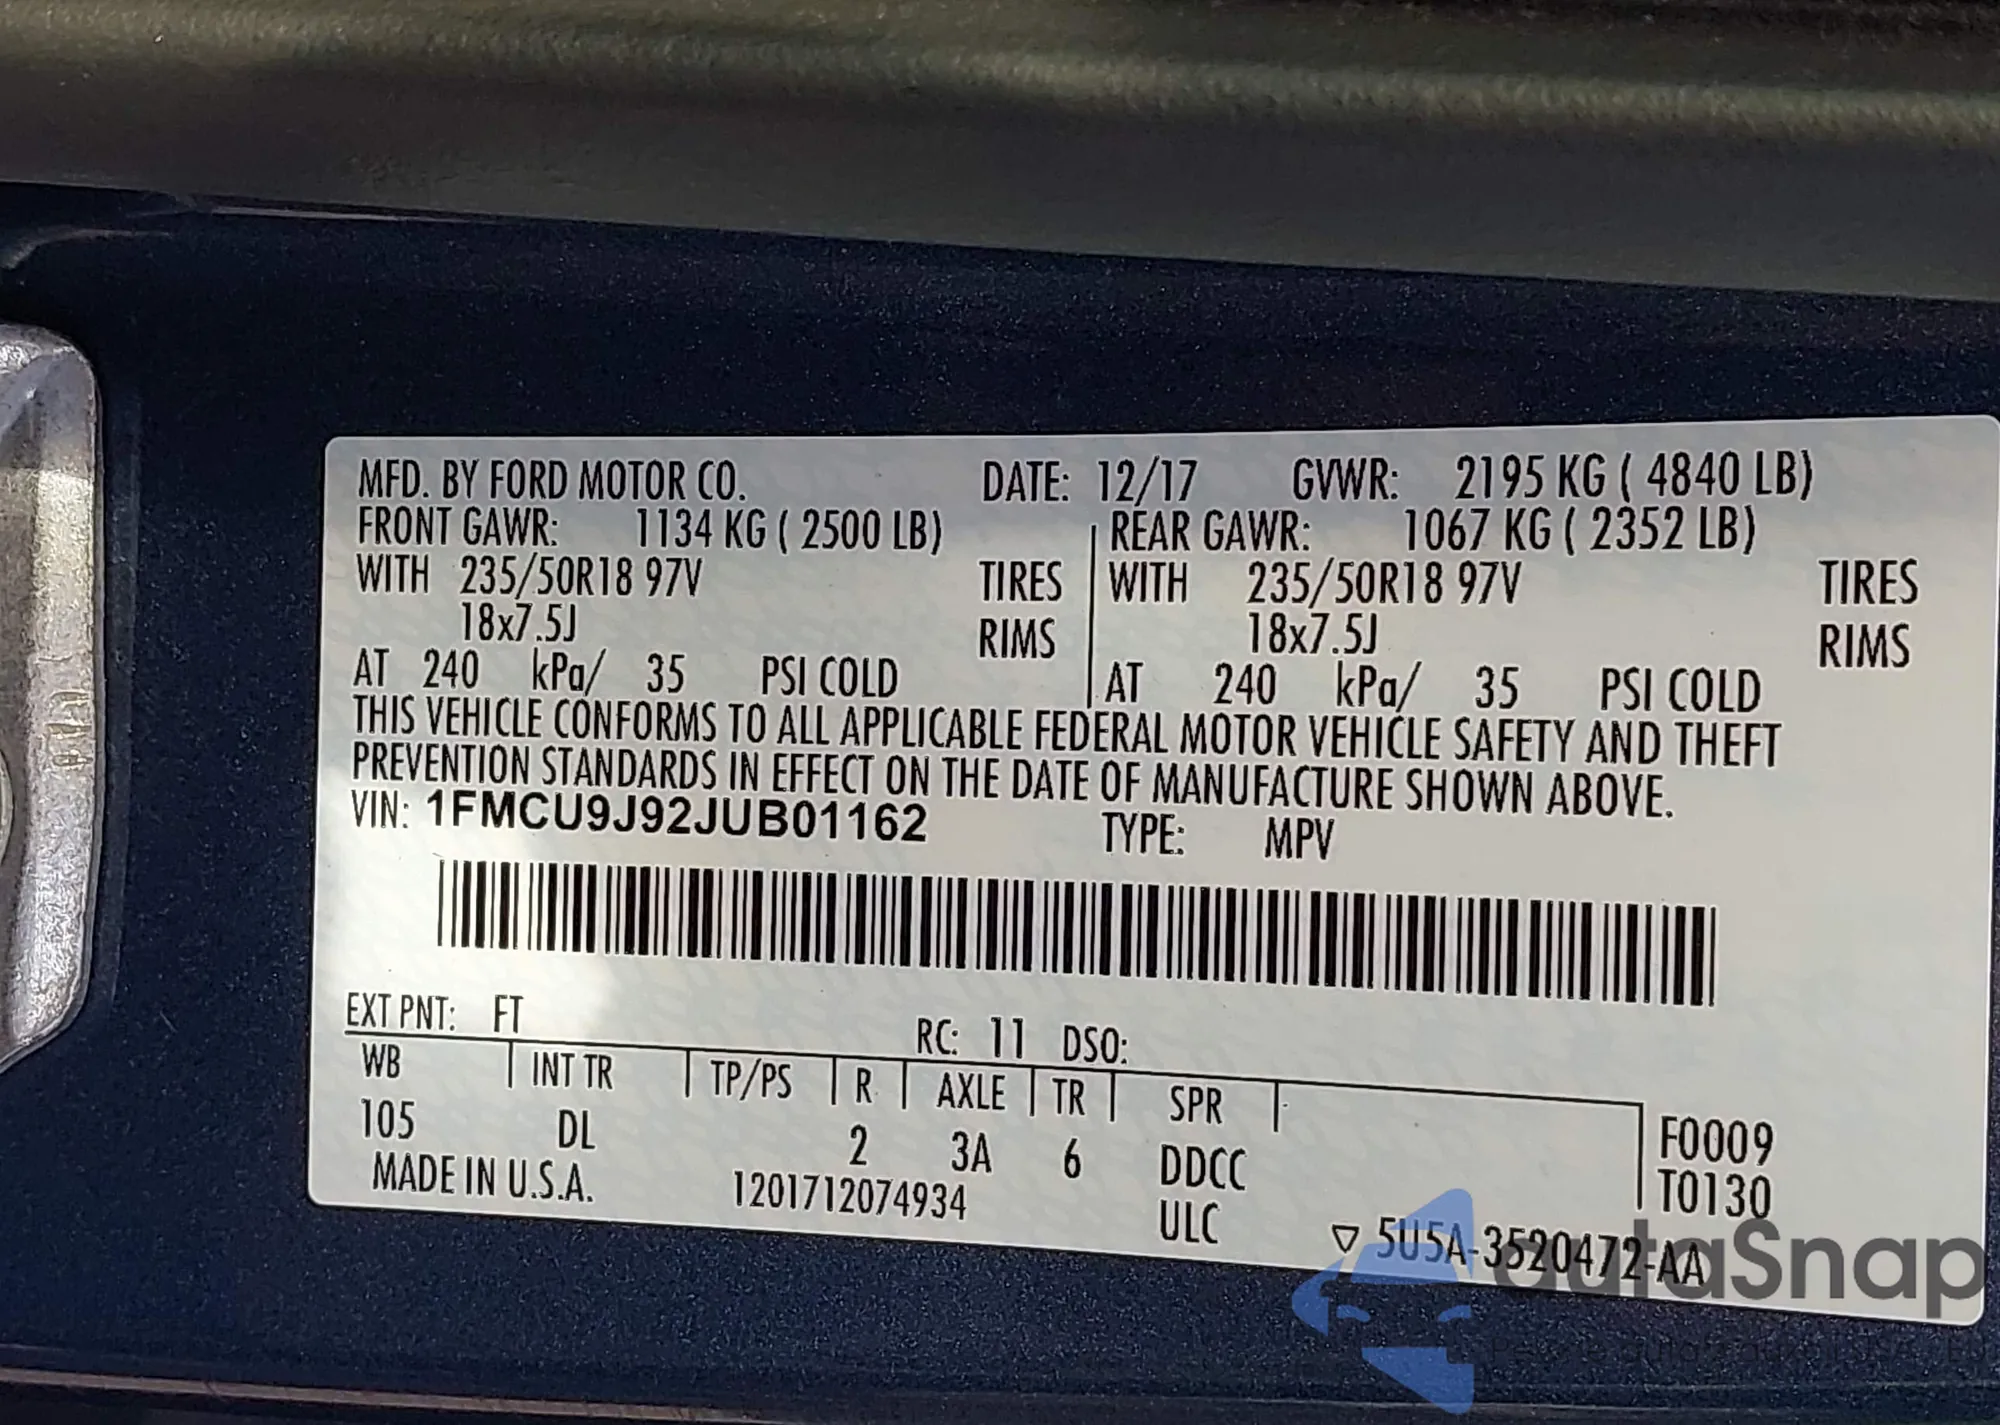 MFD. BY FORD MOTOR CO. DATE: 12/17 GVWR: 2195 KG ( 4840 LB)
FRONT GAWR: 1134 KG ( 2500 LB) REAR GAWR: 1067 KG ( 2352 LB)
WITH 235/50R18 97V TIRES WITH 235/50R18 97V TIRES
18x7.5J RIMS 18x7.5J RIMS
AT 240 kPa/ 35 PSI COLD AT 240 kPa/ 35 PSI COLD
THIS VEHICLE CONFORMS TO ALL APPLICABLE FEDERAL MOTOR VEHICLE SAFETY AND THEFT
PREVENTION STANDARDS IN EFFECT ON THE DATE OF MANUFACTURE SHOWN ABOVE.
VIN: 1FMCU9J92JUB01162 TYPE: MPV
EXT PNT: FT RC: 11 DSO:
WB INT TR TP/PS R AXLE TR SPR
105 DL 2 3A 6 DDCC F0009
MADE IN U.S.A. 1201712074934 ULC T0130
5U5A-3520472-AA
autaSnap